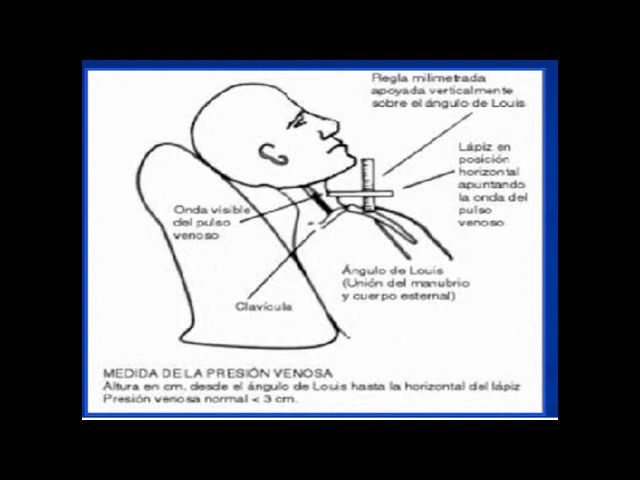 Regla milimetrada
apoyada verticalmente
sobre el ángulo de Louis
Lápiz en
posición
horizontal
apuntando
la onda del
pulso
venoso
Onda visible
del pulso
venoso
Ángulo de Louis
(Unión del manubrio
y cuerpo esternal)
Clavícula
MEDIDA DE LA PRESIÓN VENOSA
Altura en cm. desde el ángulo de Louis hasta la horizontal del lápiz
Presión venosa normal < 3 cm.